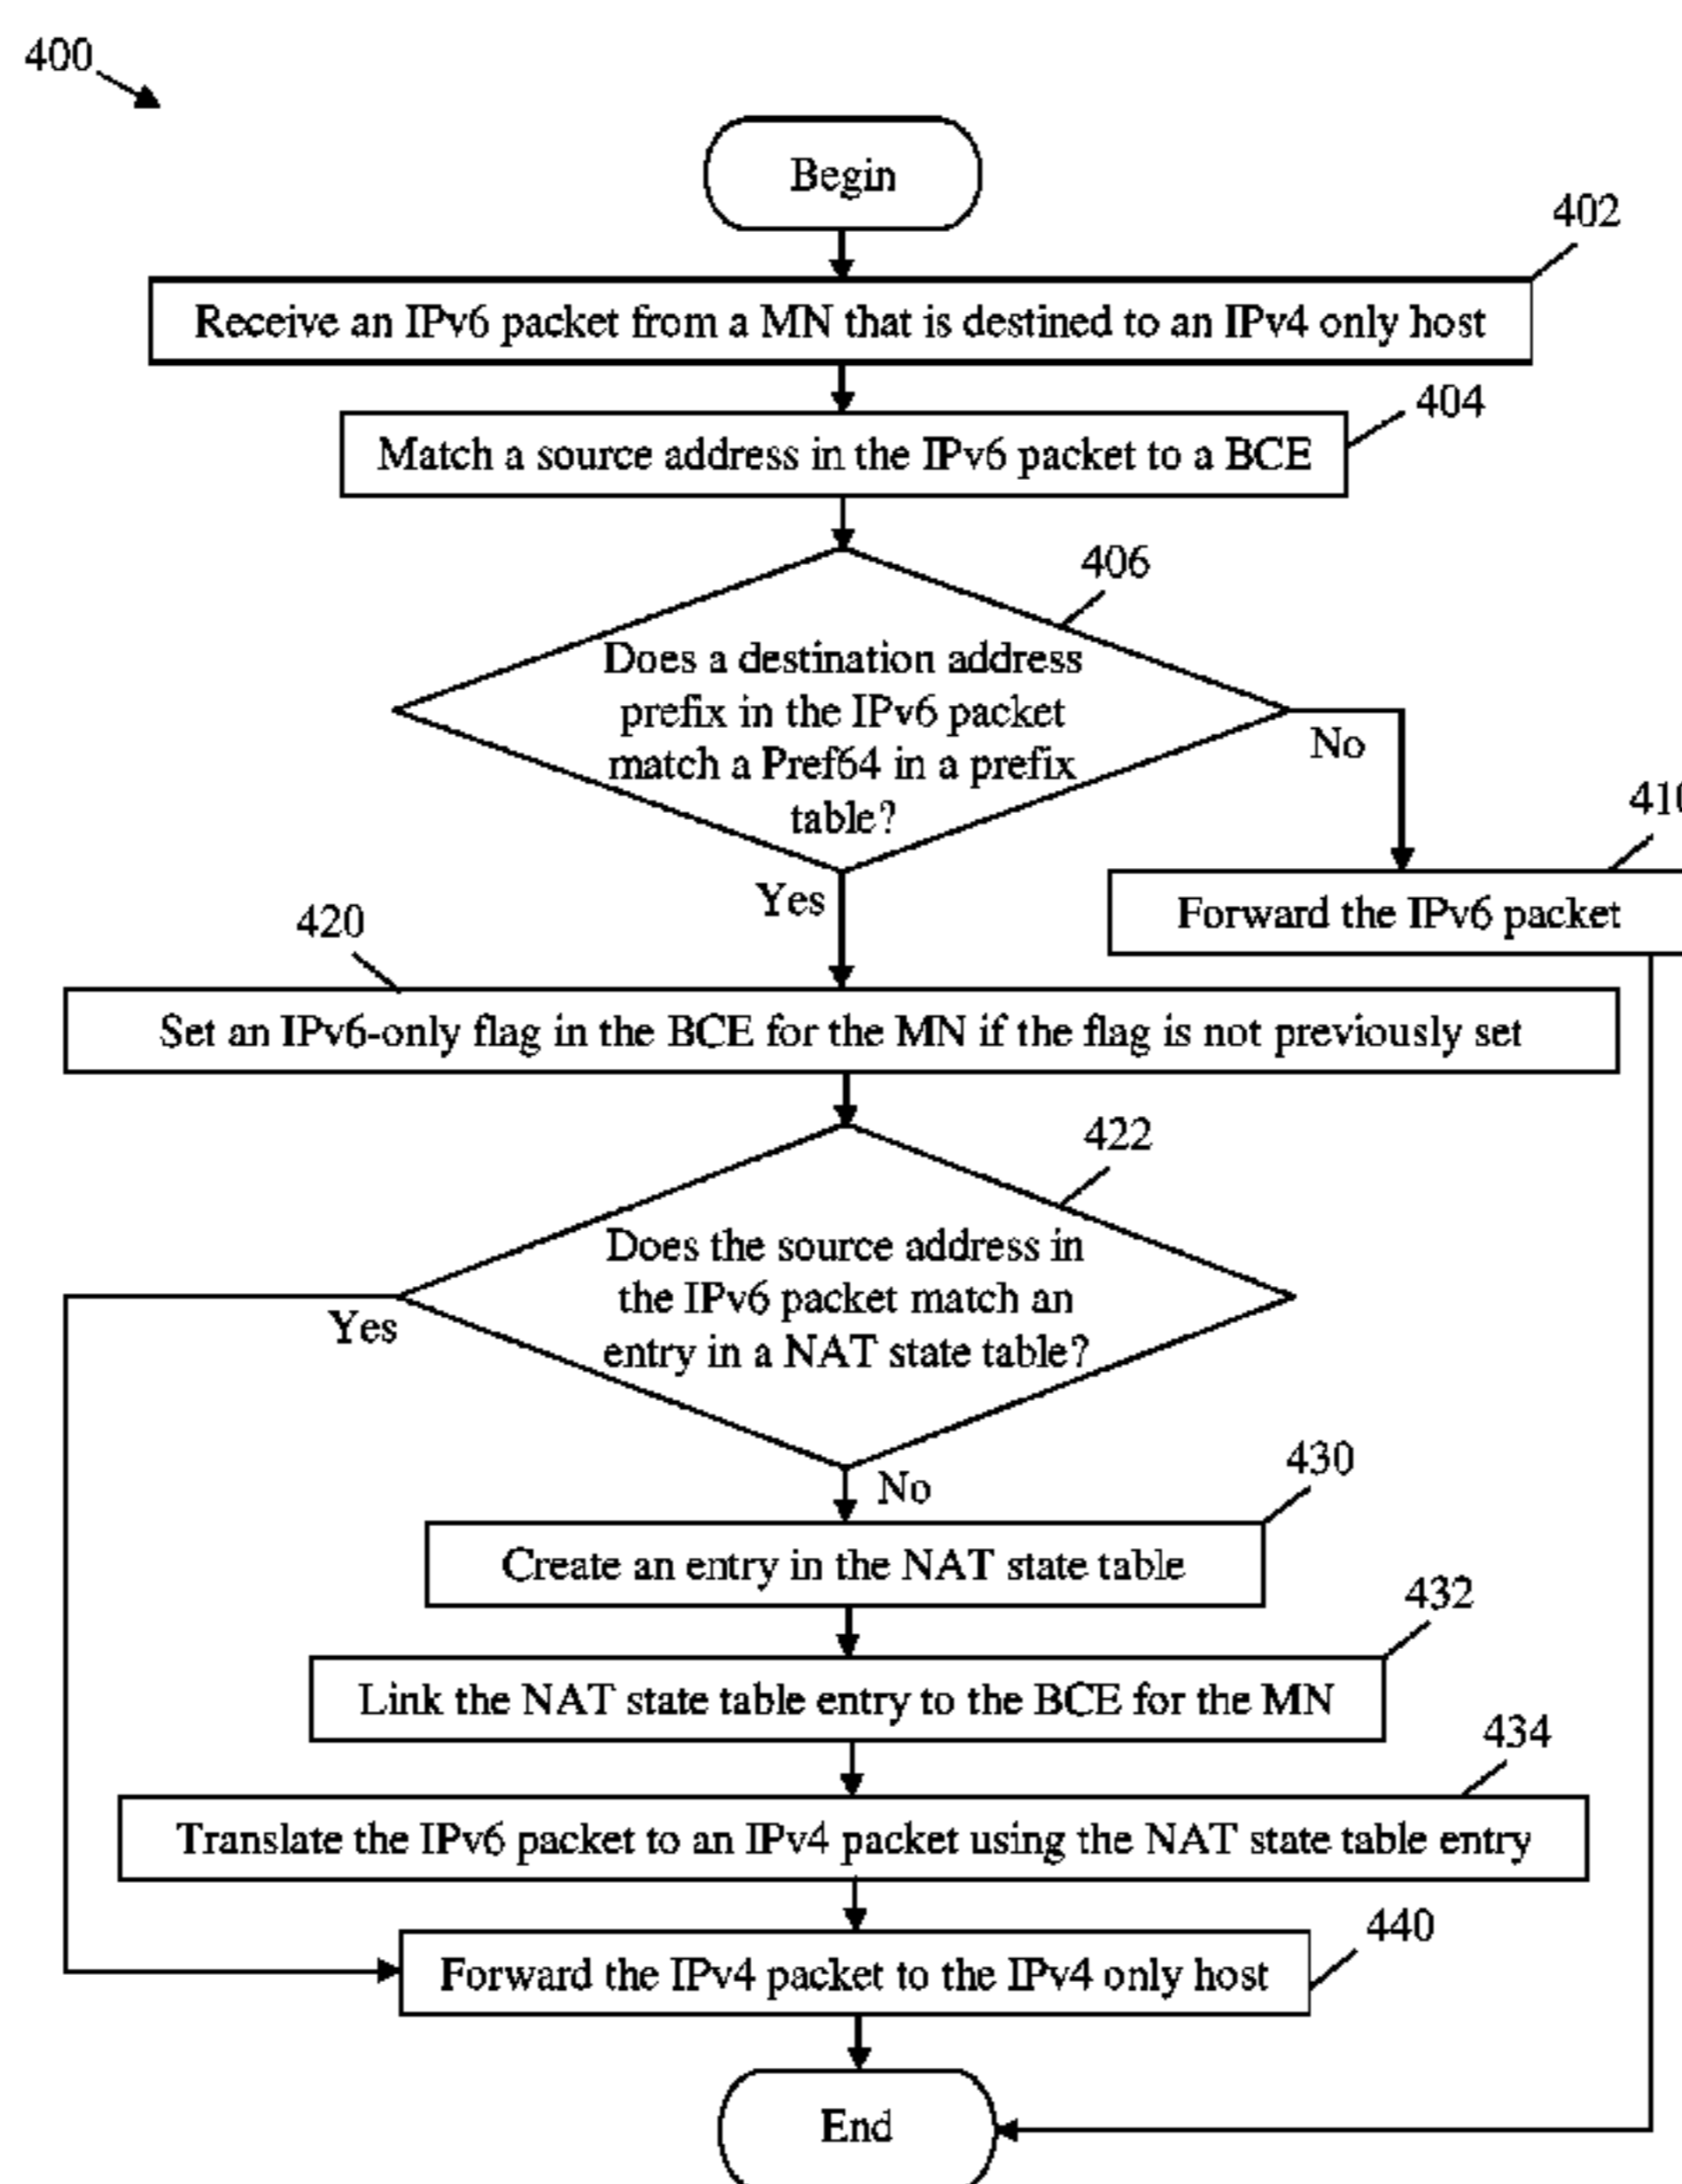 400
Begin
402
Receive an IPv6 packet from a MN that is destined to an IPv4 only host
404
Match a source address in the IPv6 packet to a BCE
406
Does a destination address
prefix in the IPv6 packet
match a Pref64 in a prefix
table?
No
410
Yes
Forward the IPv6 packet
420
Set an IPv6-only flag in the BCE for the MN if the flag is not previously set
422
Does the source address in
the IPv6 packet match an
entry in a NAT state table?
Yes
No
430
Create an entry in the NAT state table
432
Link the NAT state table entry to the BCE for the MN
434
Translate the IPv6 packet to an IPv4 packet using the NAT state table entry
440
Forward the IPv4 packet to the IPv4 only host
End